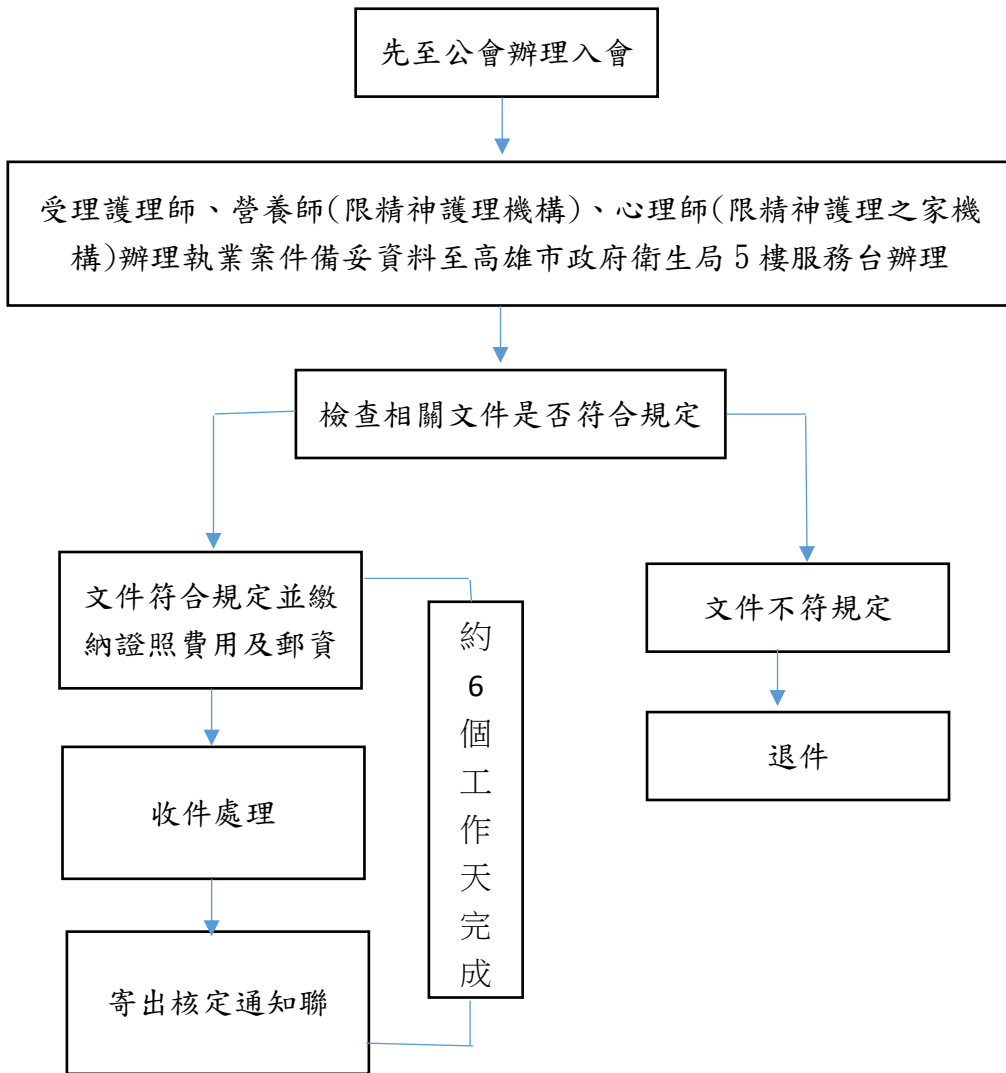 先至公會辦理入會
受理護理師、營養師(限精神護理機構)、心理師(限精神護理之家機
構)辦理執業案件備妥資料至高雄市政府衛生局 5 樓服務台辦理
檢查相關文件是否符合規定
文件符合規定並繳
納證照費用及郵資
約
6
個
工
作
天
完
成
文件不符規定
收件處理
退件
寄出核定通知聯